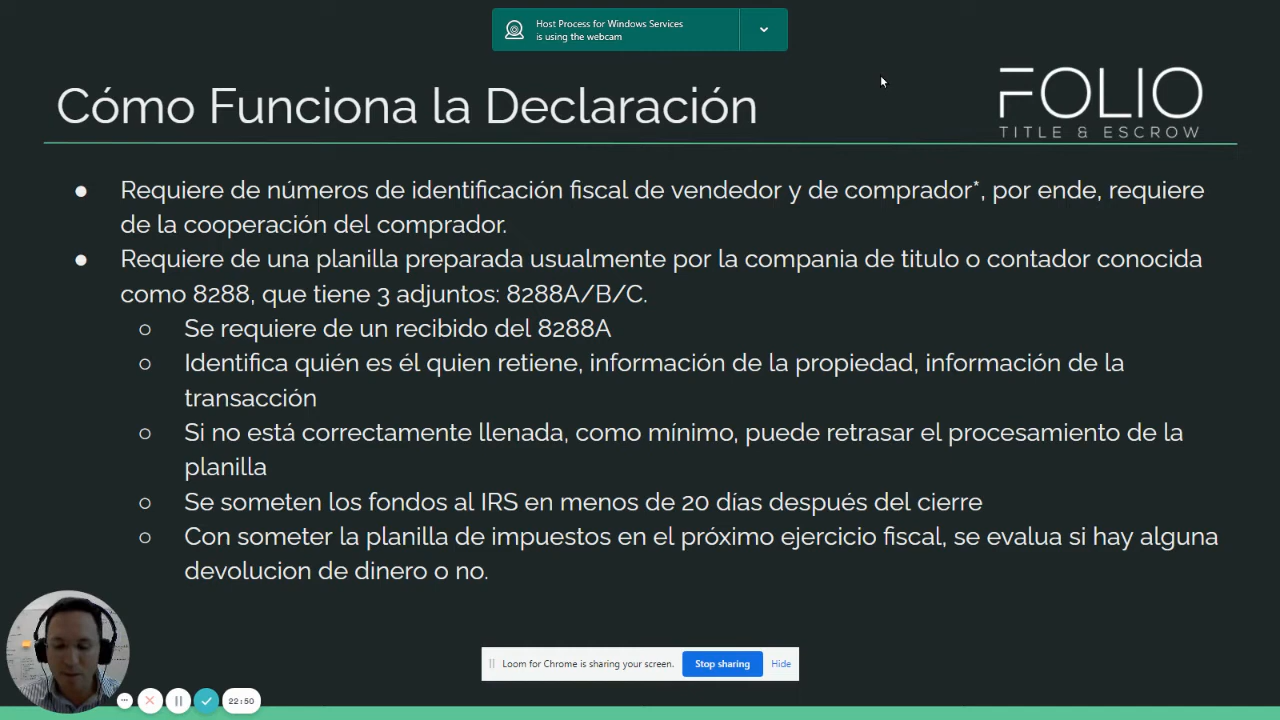 Host Process for Windows Services
is using the webcam
Cómo Funciona la Declaración
FOLIO
TITLE & ESCROW
● Requiere de números de identificación fiscal de vendedor y de comprador*, por ende, requiere
de la cooperación del comprador.
● Requiere de una planilla preparada usualmente por la compania de titulo o contador conocida
como 8288, que tiene 3 adjuntos: 8288A/B/C.
○ Se requiere de un recibido del 8288A
○ Identifica quién es él quien retiene, información de la propiedad, información de la
transacción
○ Si no está correctamente llenada, como mínimo, puede retrasar el procesamiento de la
planilla
○ Se someten los fondos al IRS en menos de 20 días después del cierre
○ Con someter la planilla de impuestos en el próximo ejercicio fiscal, se evalua si hay alguna
devolucion de dinero o no.
Loom for Chrome is sharing your screen. Stop sharing Hide
22:50